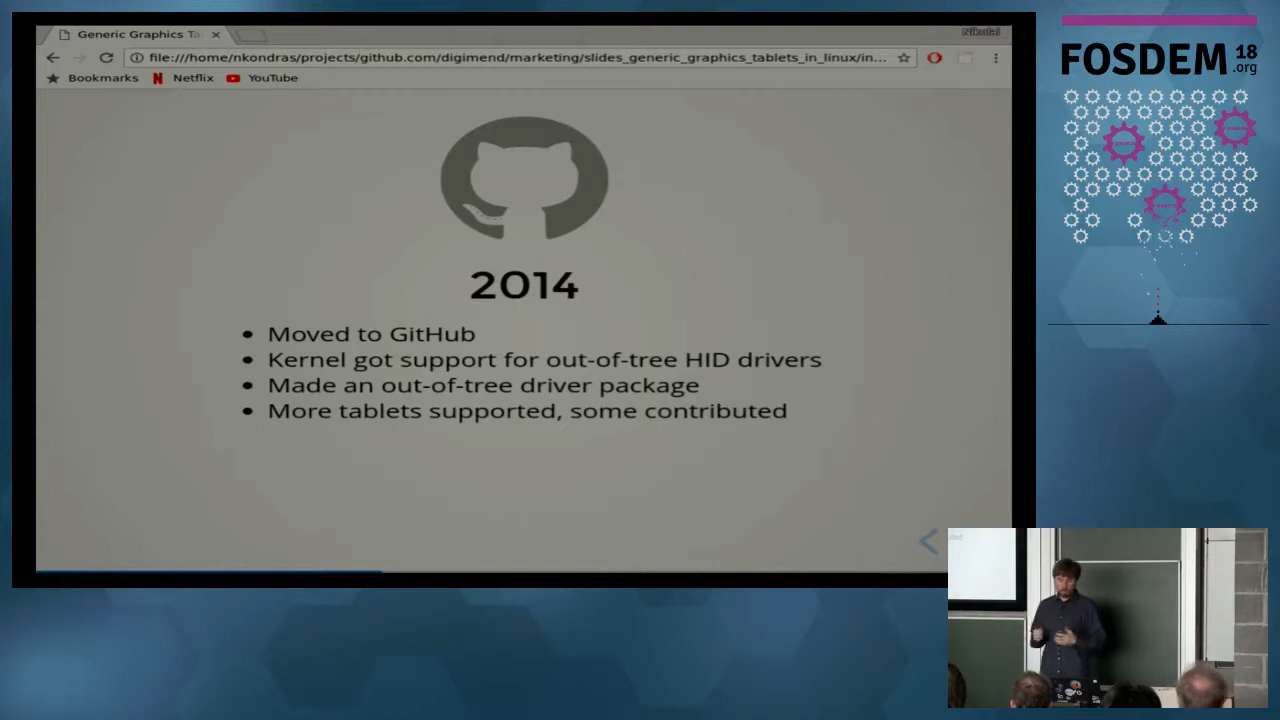 Generic Graphics Ta
Nikolai
file:///home/nkondras/projects/github.com/digimend/marketing/slides_generic_graphics_tablets_in_linux/in...
Bookmarks Netflix YouTube
2014
Moved to GitHub
Kernel got support for out-of-tree HID drivers
Made an out-of-tree driver package
More tablets supported, some contributed
FOSDEM 18
.org